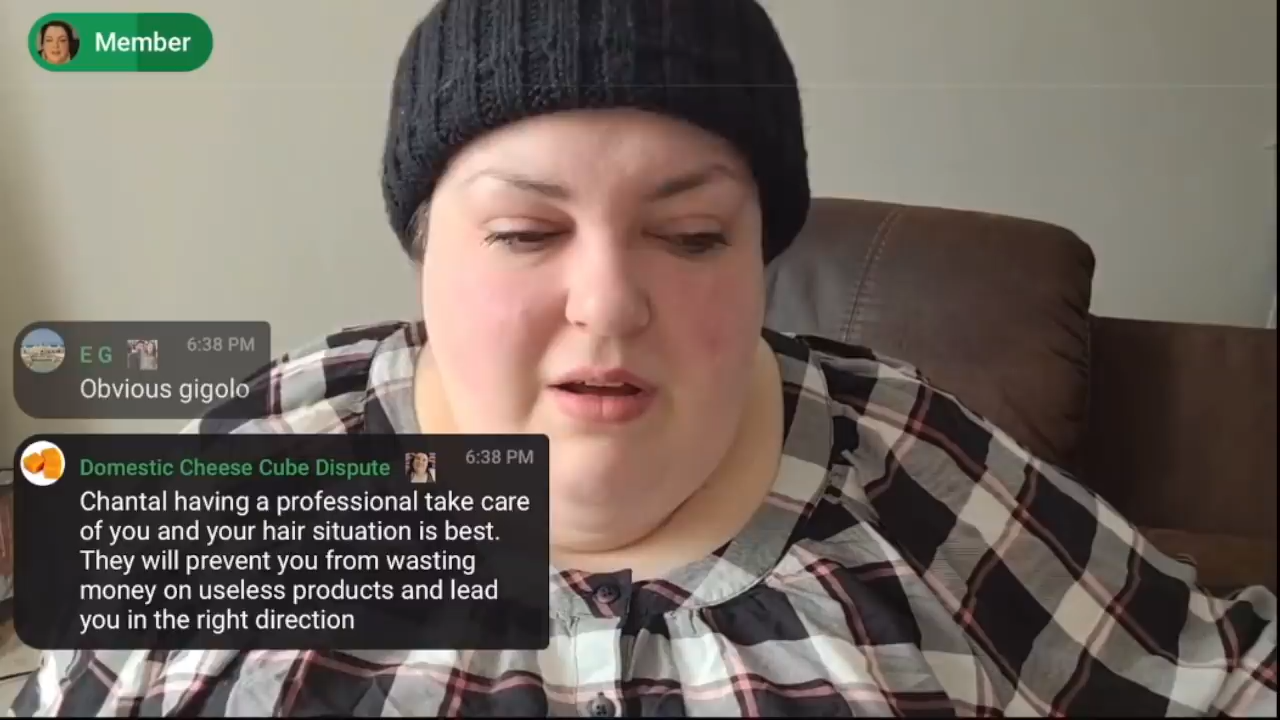 Member
E G 6:38 PM
Obvious gigolo
Domestic Cheese Cube Dispute 6:38 PM
Chantal having a professional take care
of you and your hair situation is best.
They will prevent you from wasting
money on useless products and lead
you in the right direction